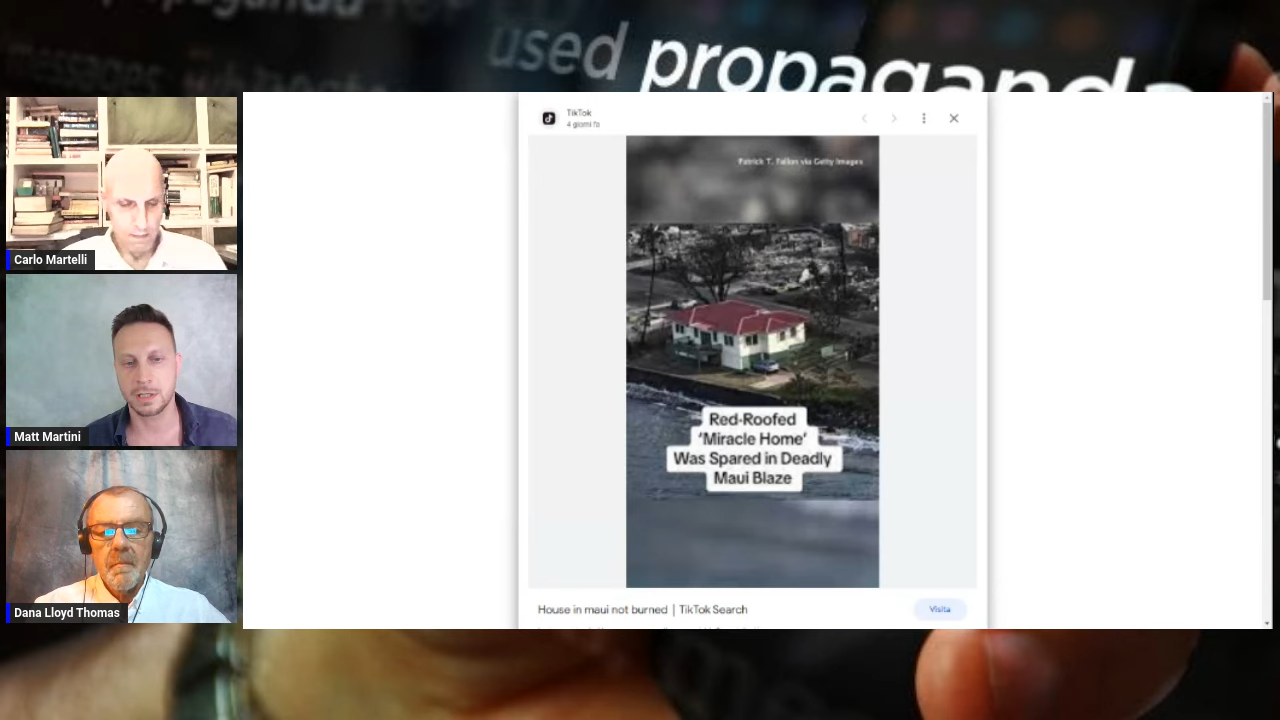 used propaganda
TikTok
4 giorni fa
Patrick T. Fallon via Getty Images
Red-Roofed
'Miracle Home'
Was Spared in Deadly
Maui Blaze
House in maui not burned | TikTok Search
Visita
Carlo Martelli
Matt Martini
Dana Lloyd Thomas